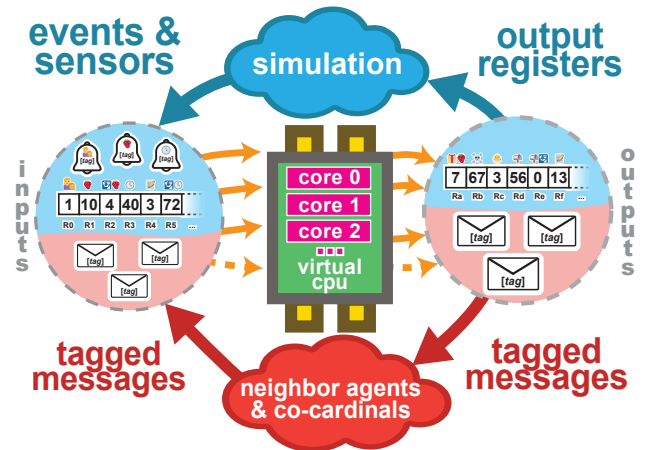 events &
sensors
simulation
output
registers
inputs
[tag]
[tag]
[tag]
1 10 4 40 3 72
R0 R1 R2 R3 R4 R5 ...
[tag]
[tag]
[tag]
core 0
core 1
core 2
virtual
cpu
7 67 3 56 0 13
Ra Rb Rc Rd Re Rf ...
[tag]
[tag]
[tag]
outputs
tagged
messages
neighbor agents
& co-cardinals
tagged
messages